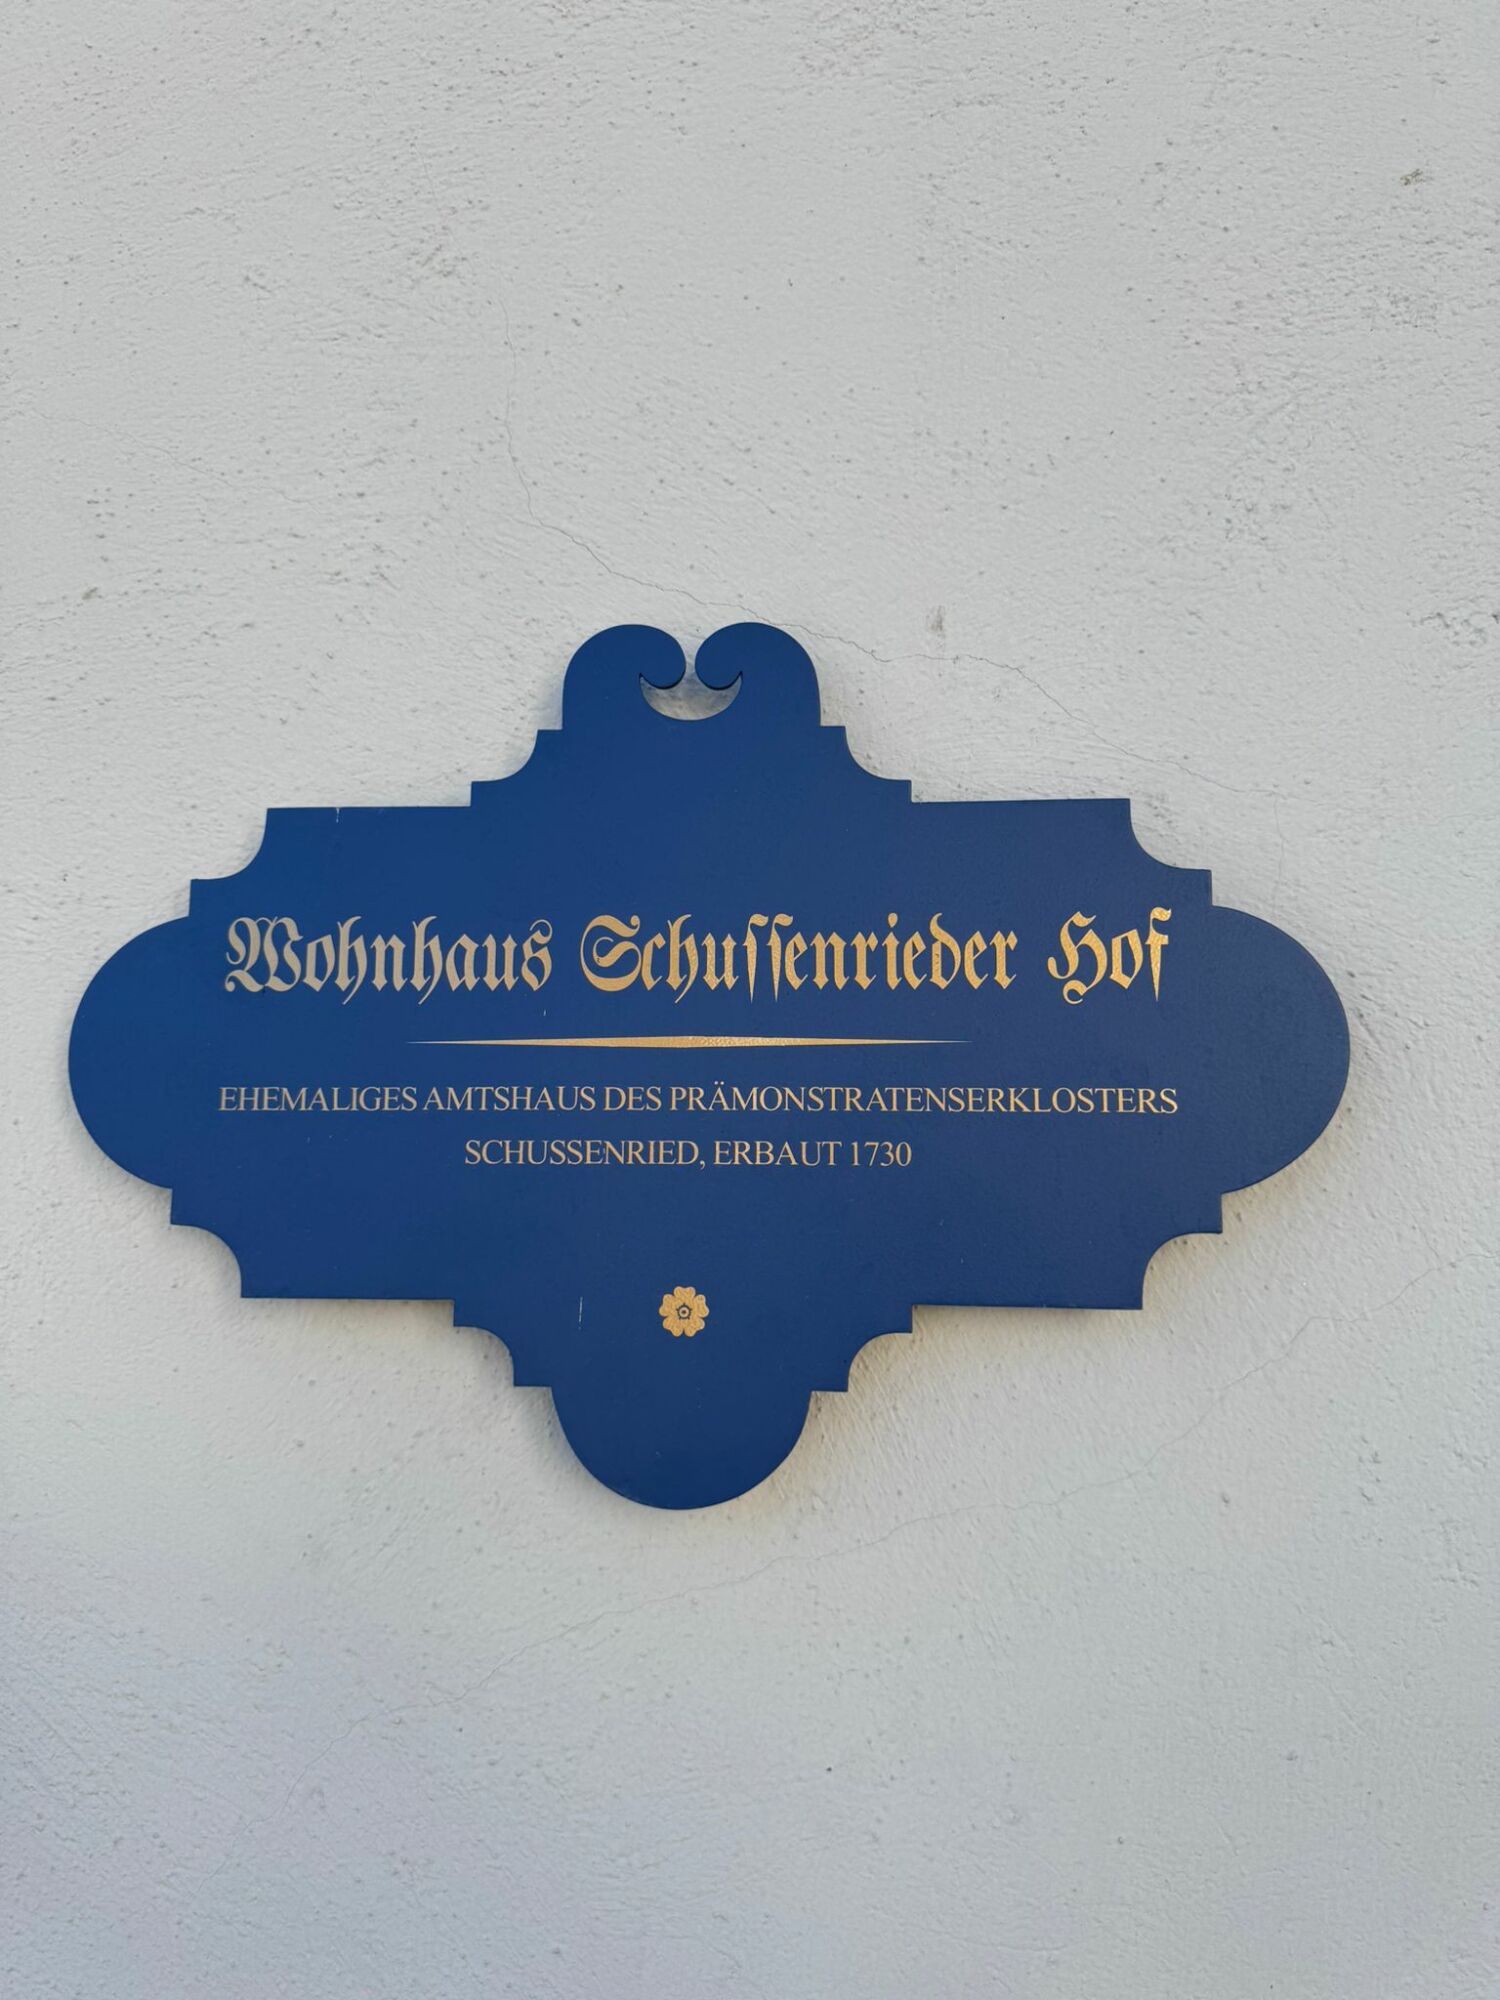 Wohnhaus Schuſſenrieder Hof
EHEMALIGES AMTSHAUS DES PRÄMONSTRATENSERKLOSTERS
SCHUSSENRIED, ERBAUT 1730